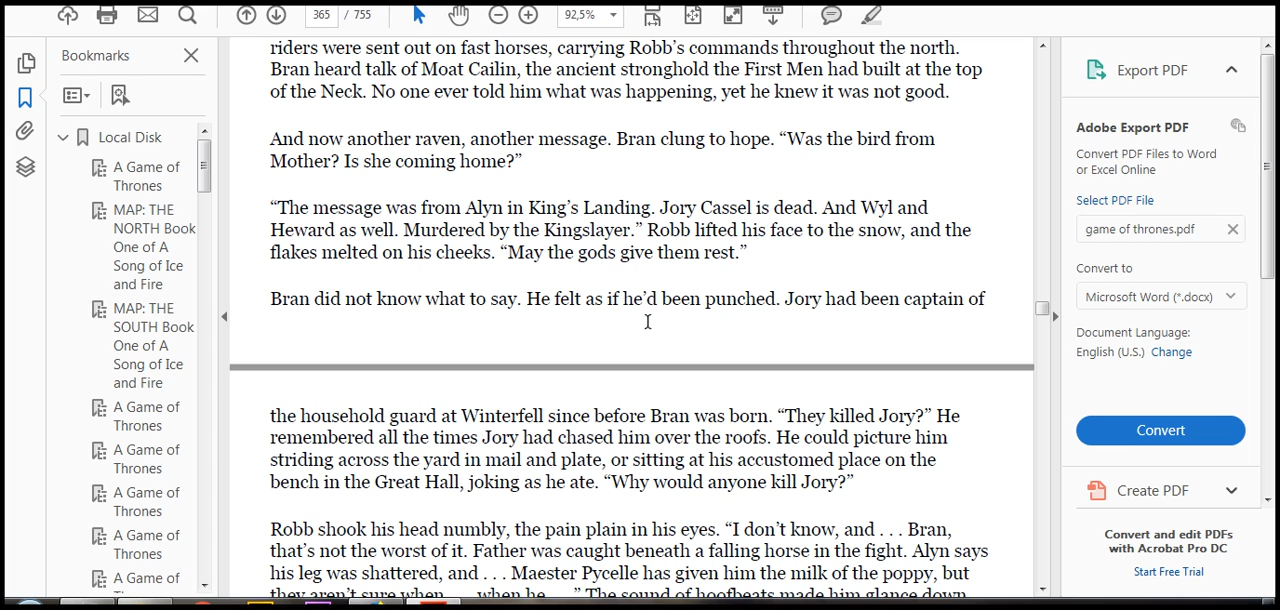 365 / 755
92,5%
Bookmarks
Local Disk
A Game of
Thrones
MAP: THE
NORTH Book
One of A
Song of Ice
and Fire
MAP: THE
SOUTH Book
One of A
Song of Ice
and Fire
A Game of
Thrones
A Game of
Thrones
A Game of
Thrones
A Game of
Thrones
A Game of
riders were sent out on fast horses, carrying Robb’s commands throughout the north.
Bran heard talk of Moat Cailin, the ancient stronghold the First Men had built at the top
of the Neck. No one ever told him what was happening, yet he knew it was not good.
And now another raven, another message. Bran clung to hope. “Was the bird from
Mother? Is she coming home?”
“The message was from Alyn in King’s Landing. Jory Cassel is dead. And Wyl and
Heward as well. Murdered by the Kingslayer.” Robb lifted his face to the snow, and the
flakes melted on his cheeks. “May the gods give them rest.”
Bran did not know what to say. He felt as if he’d been punched. Jory had been captain of
the household guard at Winterfell since before Bran was born. “They killed Jory?” He
remembered all the times Jory had chased him over the roofs. He could picture him
striding across the yard in mail and plate, or sitting at his accustomed place on the
bench in the Great Hall, joking as he ate. “Why would anyone kill Jory?”
Robb shook his head numbly, the pain plain in his eyes. “I don’t know, and . . . Bran,
that’s not the worst of it. Father was caught beneath a falling horse in the fight. Alyn says
his leg was shattered, and . . . Maester Pycelle has given him the milk of the poppy, but
they aren’t sure when . . . when he . . .” The sound of hoofbeats made him glance down
Export PDF
Adobe Export PDF
Convert PDF Files to Word
or Excel Online
Select PDF File
game of thrones.pdf
Convert to
Microsoft Word (*.docx)
Document Language:
English (U.S.) Change
Convert
Create PDF
Convert and edit PDFs
with Acrobat Pro DC
Start Free Trial